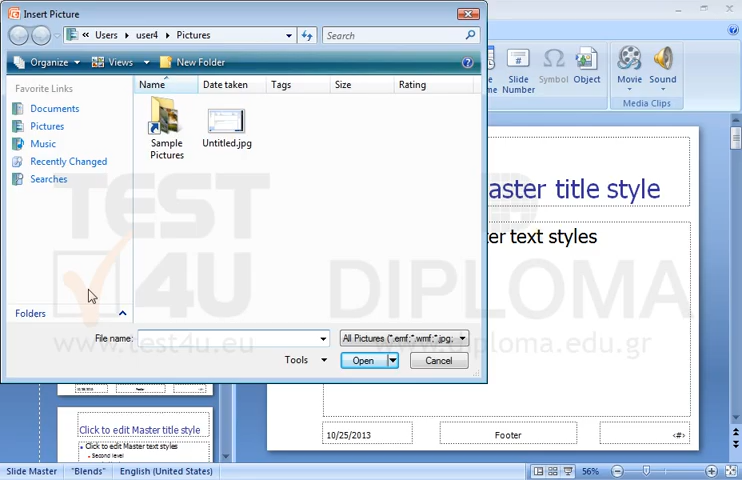 Insert Picture
« Users ▸ user4 ▸ Pictures
Search
Organize
Views
New Folder
Favorite Links
Documents
Pictures
Music
Recently Changed
Searches
Folders
Name
Date taken
Tags
Size
Rating
Sample Pictures
Untitled.jpg
File name:
All Pictures (*.emf;*.wmf;*.jpg;
Tools
Open
Cancel
Slide Number
Symbol
Object
Movie
Sound
Media Clips
Master title style
ter text styles
10/25/2013
Footer
‹#›
Click to edit Master title style
Click to edit Master text styles
Second level
Slide Master
"Blends"
English (United States)
56%
TEST
4U
DIPLOMA
www.test4u.eu
www.diploma.edu.gr